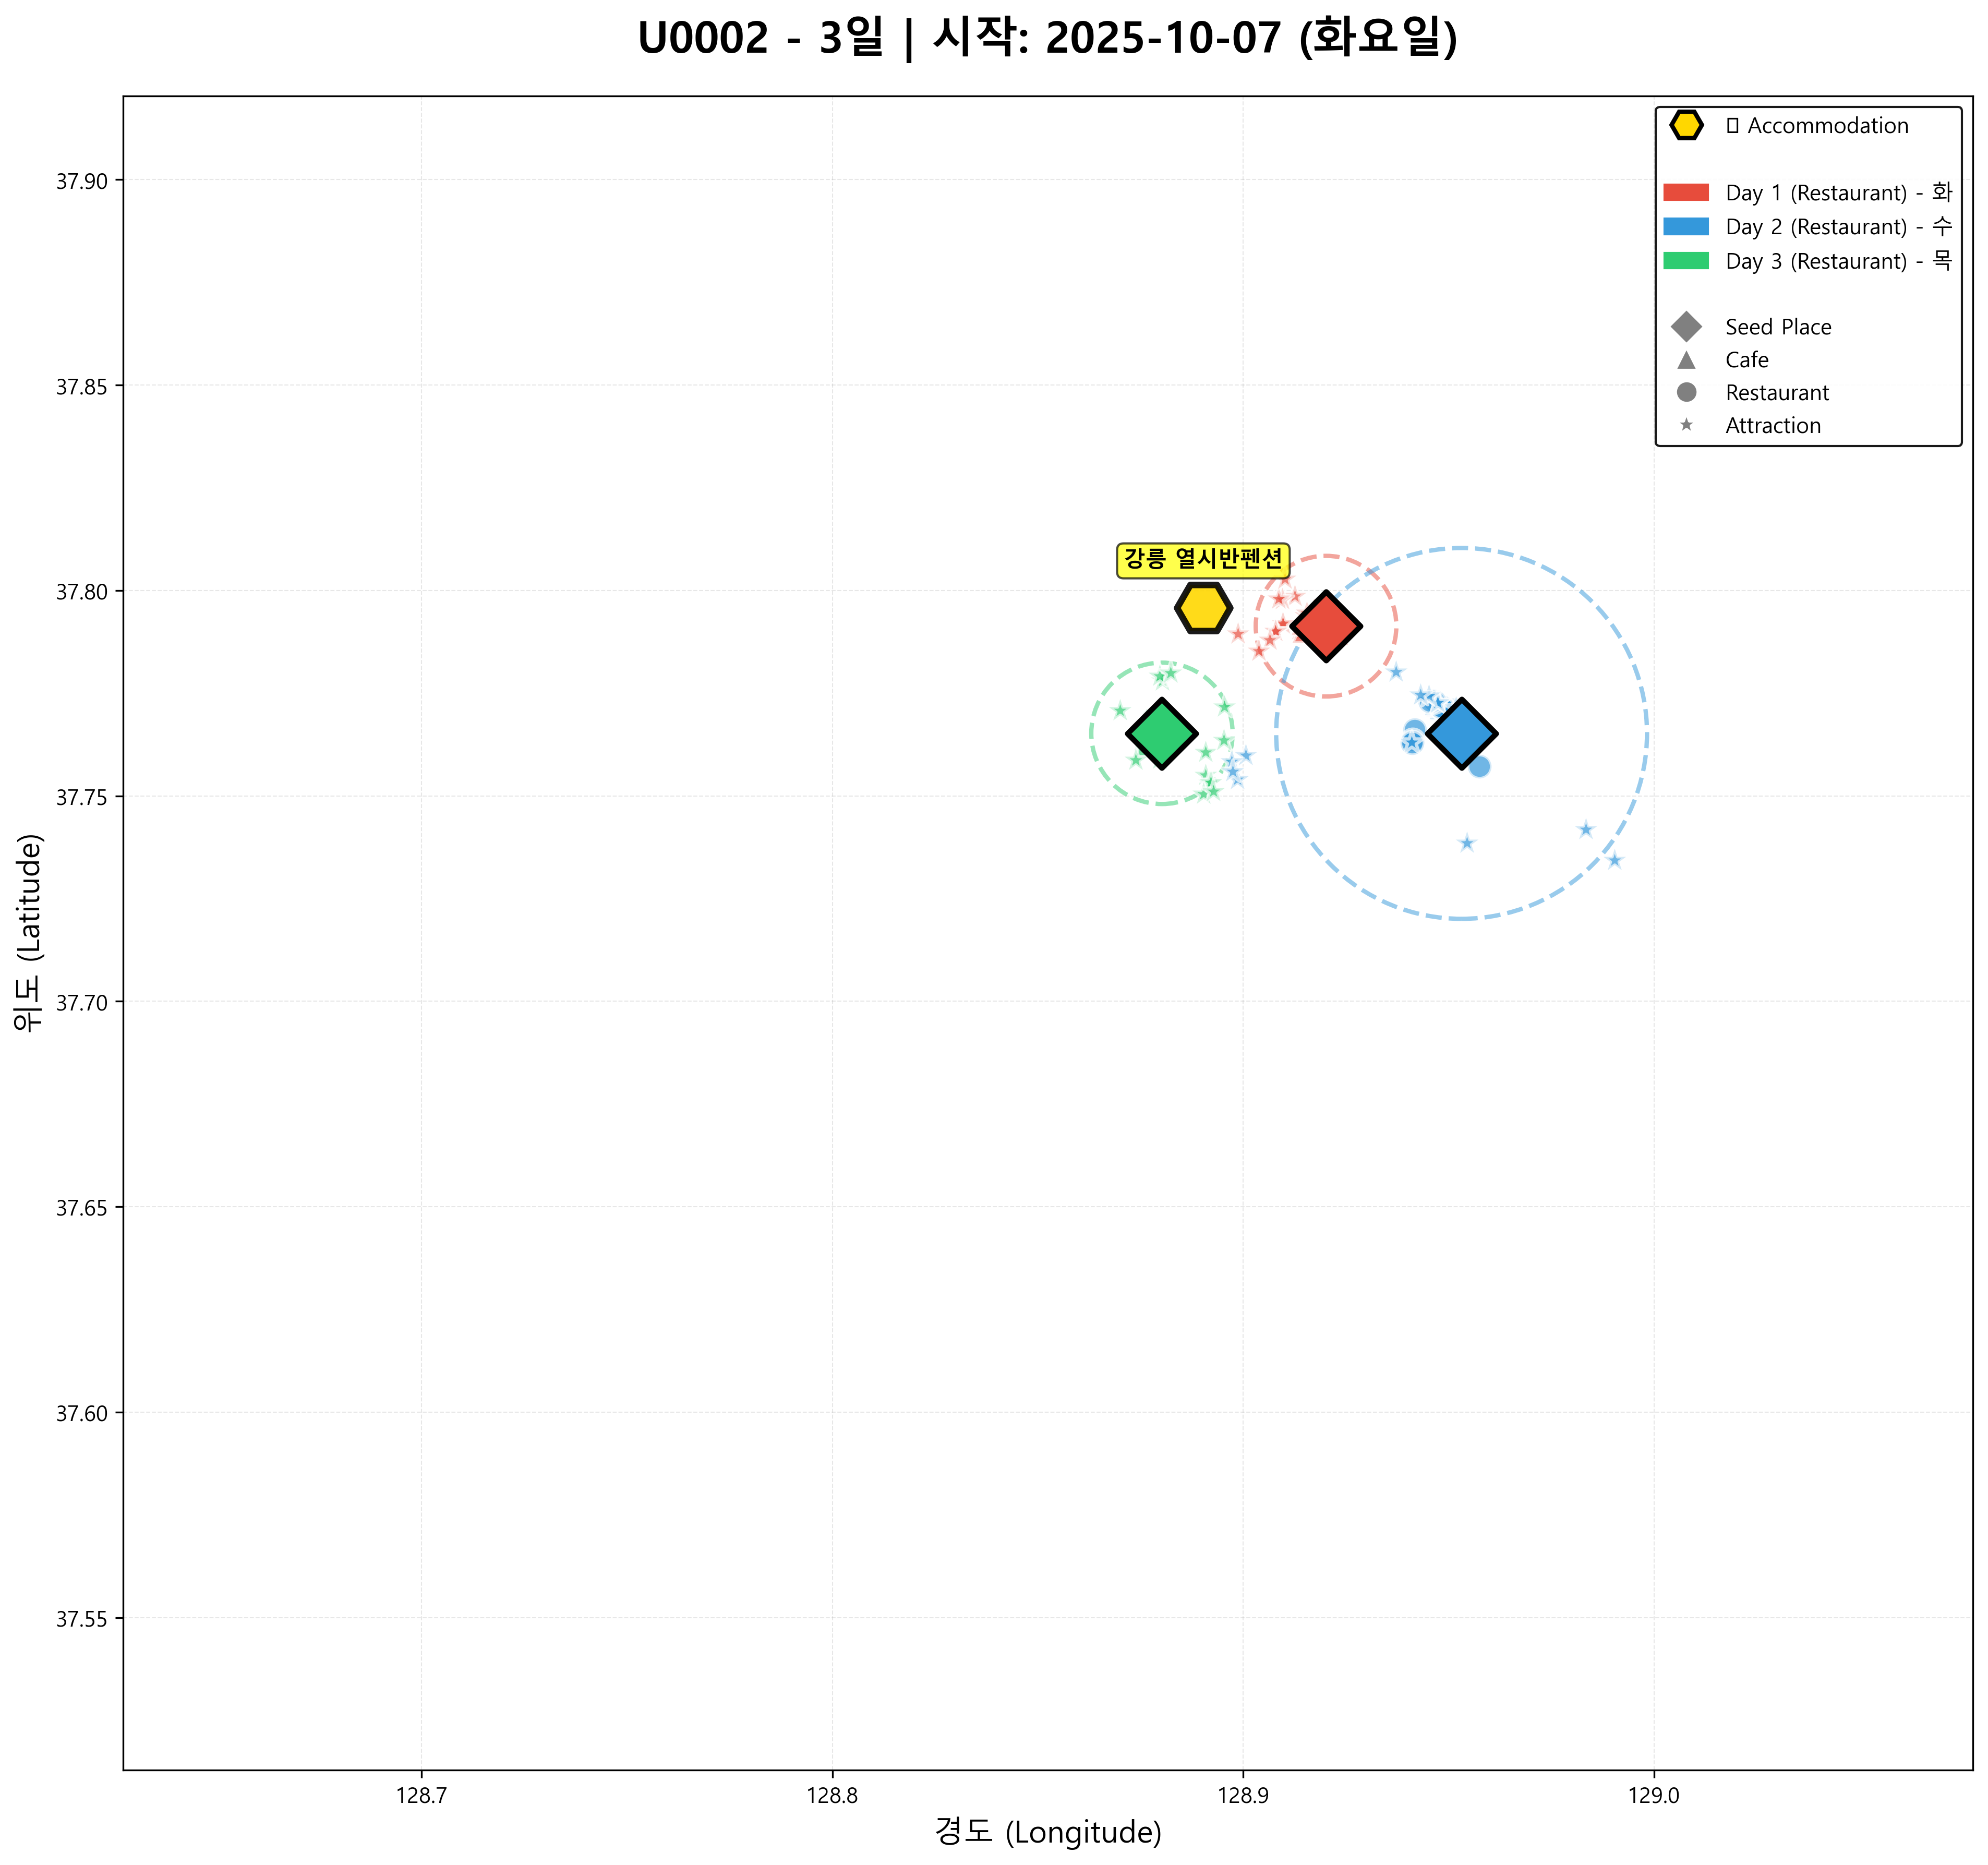 U0002 - 3일 | 시작: 2025-10-07 (화요일)
Accommodation
Day 1 (Restaurant) - 화
Day 2 (Restaurant) - 수
Day 3 (Restaurant) - 목
Seed Place
Cafe
Restaurant
Attraction
강릉 열시반펜션
37.90
37.85
37.80
37.75
37.70
37.65
37.60
37.55
위도 (Latitude)
128.7
128.8
128.9
129.0
경도 (Longitude)